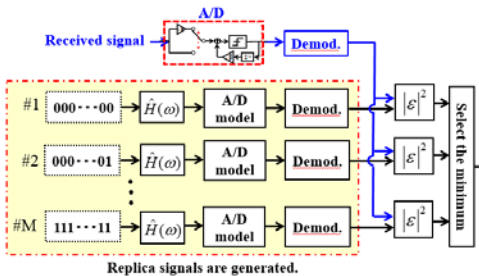 A/D
Received signal
Demod.
#1
000···00
Ĥ(ω)
A/D model
Demod.
|ε|²
#2
000···01
Ĥ(ω)
A/D model
Demod.
|ε|²
#M
111···11
Ĥ(ω)
A/D model
Demod.
|ε|²
Select the minimum
Replica signals are generated.